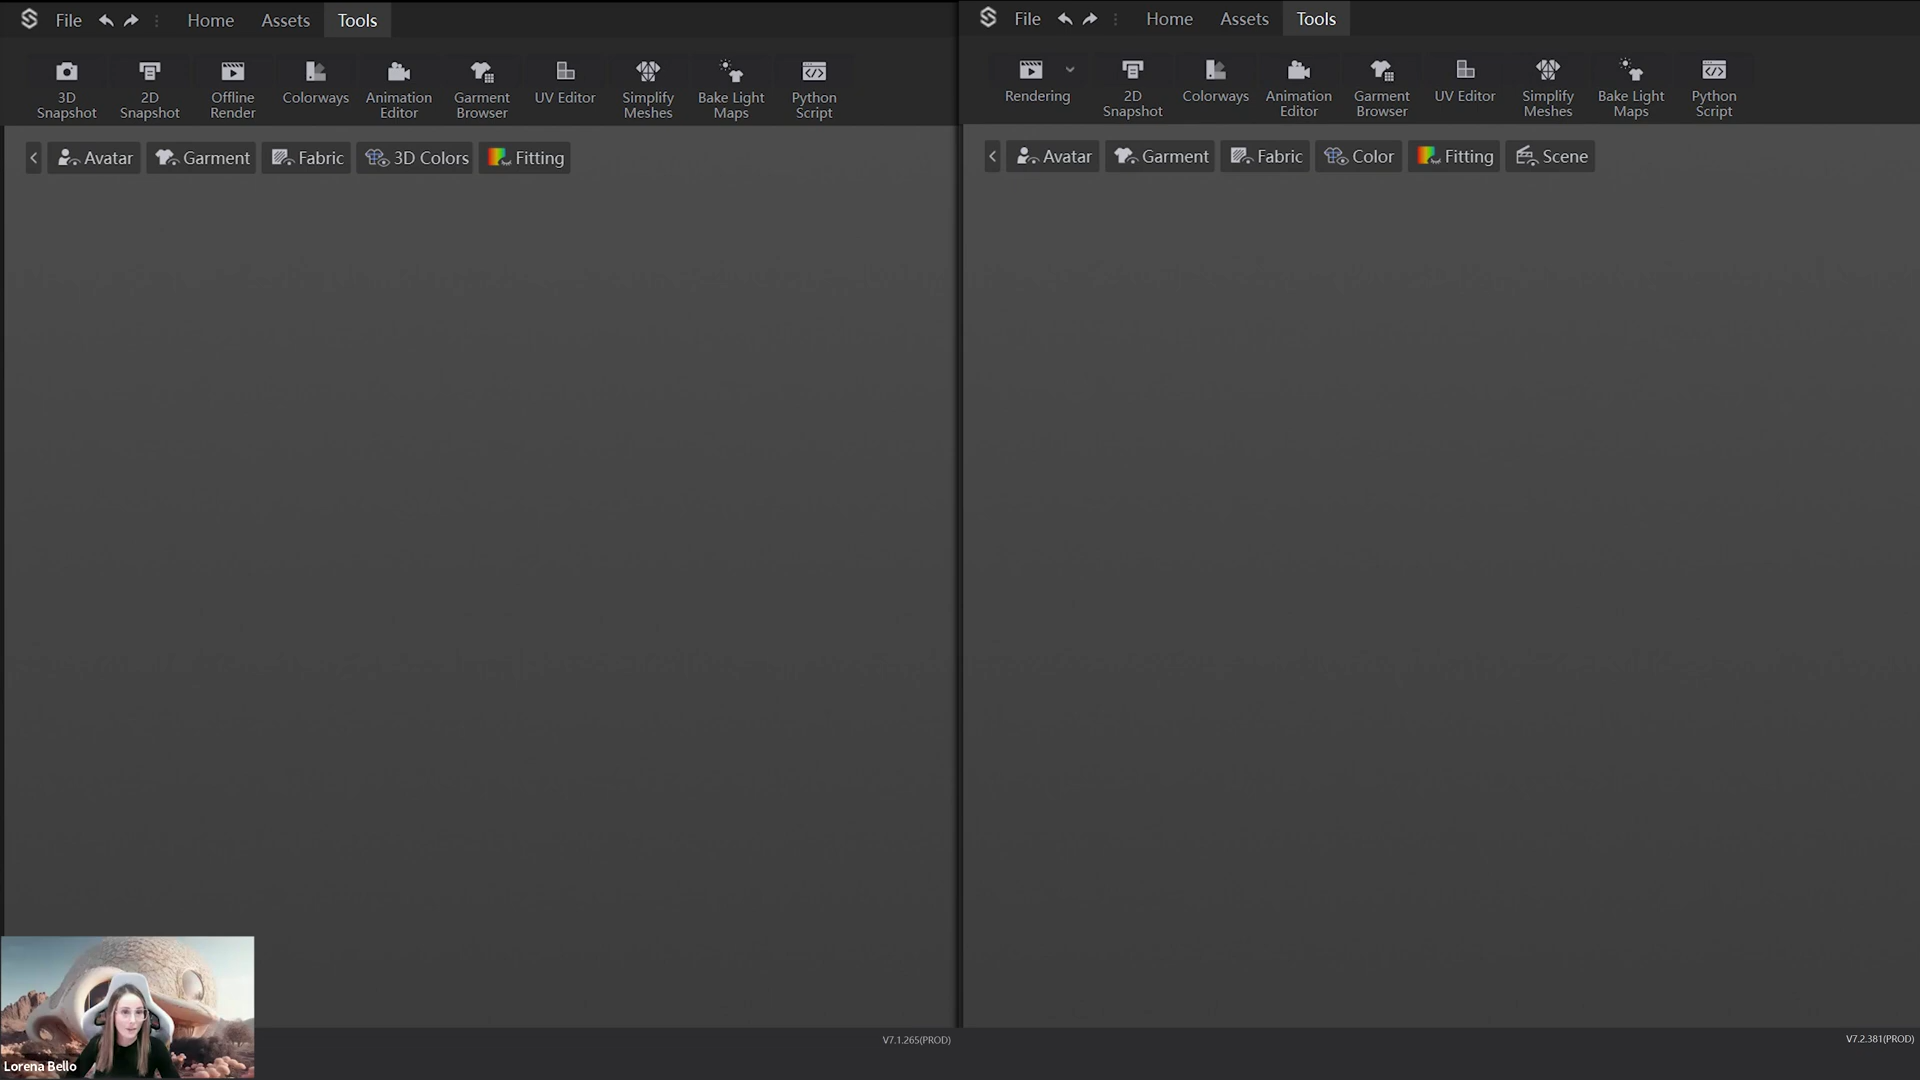 File Home Assets Tools
3D Snapshot
2D Snapshot
Offline Render
Colorways
Animation Editor
Garment Browser
UV Editor
Simplify Meshes
Bake Light Maps
Python Script
Avatar Garment Fabric 3D Colors Fitting
V7.1.265(PROD)
Lorena Bello
File Home Assets Tools
Rendering
2D Snapshot
Colorways
Animation Editor
Garment Browser
UV Editor
Simplify Meshes
Bake Light Maps
Python Script
Avatar Garment Fabric Color Fitting Scene
V7.2.381(PROD)